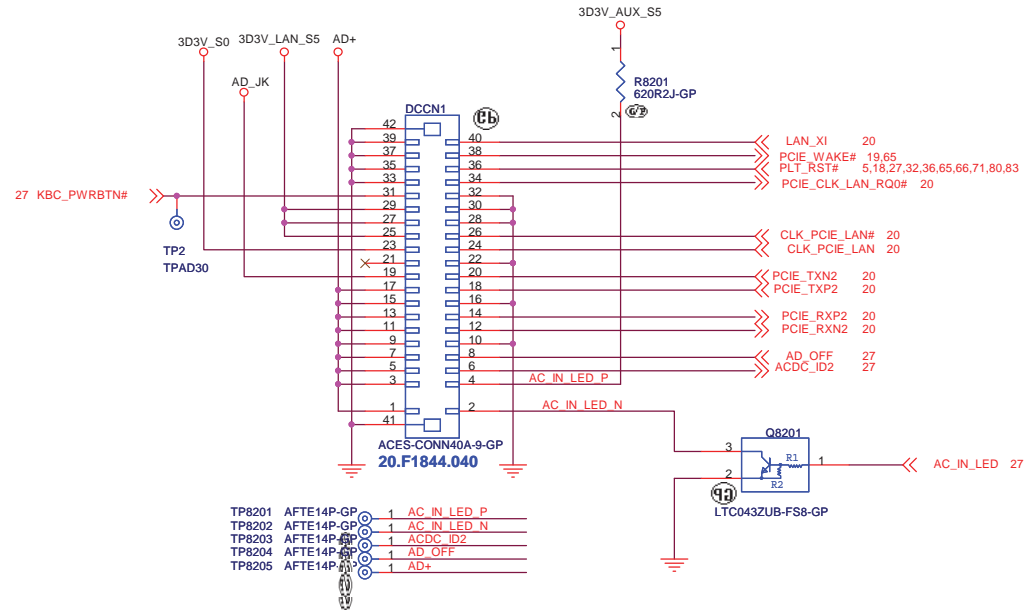 3D3V_AUX_S5
3D3V_S0 3D3V_LAN_S5 AD+
AD_JK
1
R8201
620R2J-GP
2
DCCN1
42
39 40 LAN_XI 20
37 38 PCIE_WAKE# 19,65
35 36 PLT_RST# 5,18,27,32,36,65,66,71,80,83
33 34 PCIE_CLK_LAN_RQ0# 20
27 KBC_PWRBTN# 31 32
29 30
27 28
25 26 CLK_PCIE_LAN# 20
23 24 CLK_PCIE_LAN 20
TP2
TPAD30
21 22
19 20 PCIE_TXN2 20
17 18 PCIE_TXP2 20
15 16
13 14 PCIE_RXP2 20
11 12 PCIE_RXN2 20
9 10
7 8 AD_OFF 27
5 6 ACDC_ID2 27
3 4 AC_IN_LED_P
1 2 AC_IN_LED_N
41
ACES-CONN40A-9-GP
20.F1844.040
Q8201
3
R1
1 AC_IN_LED 27
2
R2
LTC043ZUB-FS8-GP
TP8201 AFTE14P-GP 1 AC_IN_LED_P
TP8202 AFTE14P-GP 1 AC_IN_LED_N
TP8203 AFTE14P-GP 1 ACDC_ID2
TP8204 AFTE14P-GP 1 AD_OFF
TP8205 AFTE14P-GP 1 AD+